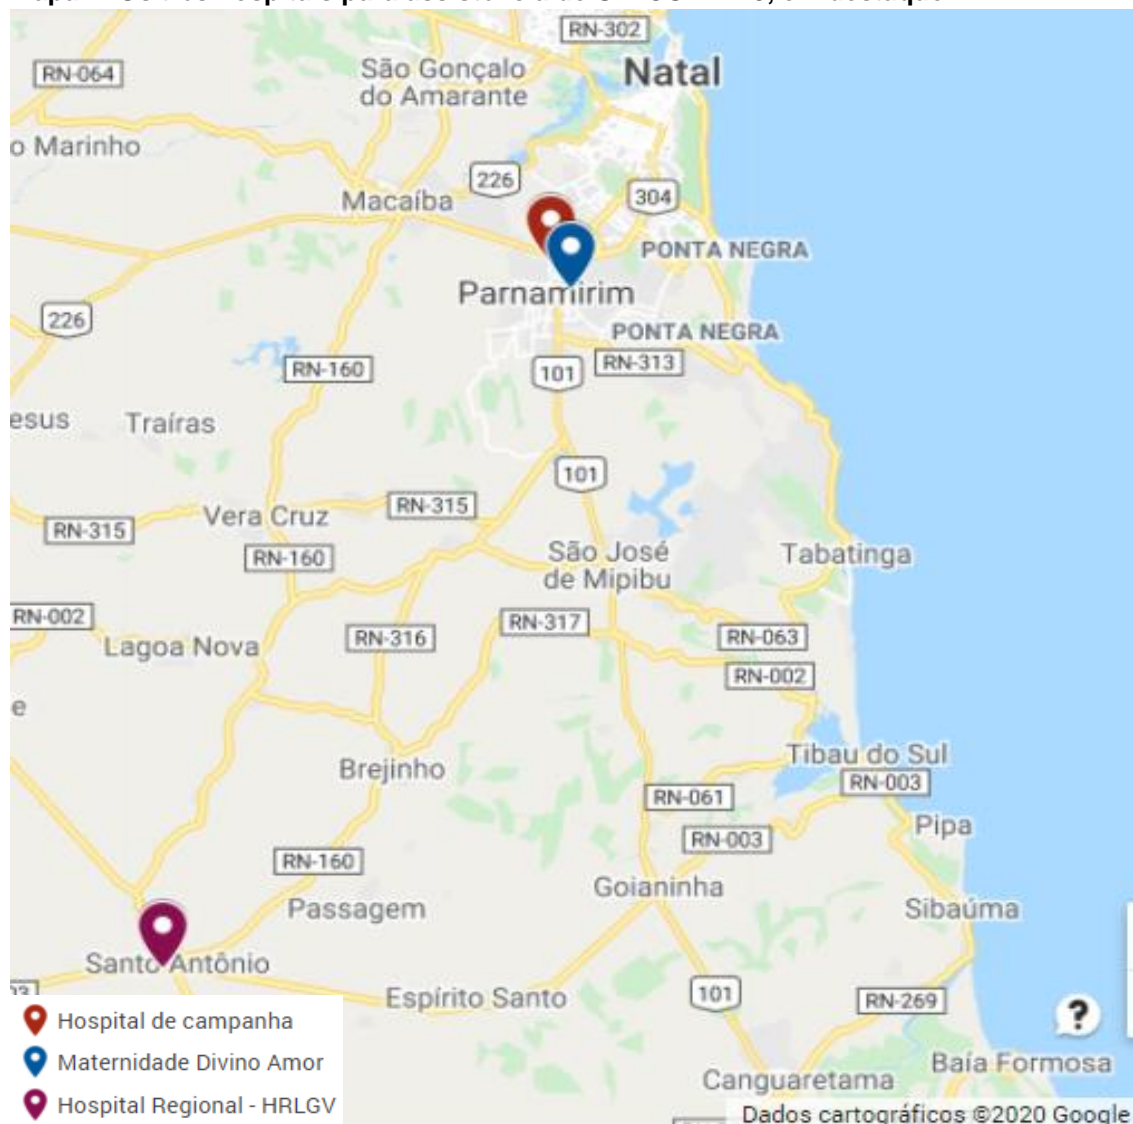 RN-302
RN-064
São Gonçalo
do Amarante
Natal
o Marinho
226
Macaíba
304
PONTA NEGRA
Parnamirim
226
PONTA NEGRA
RN-160
101
RN-313
esus
Traíras
101
RN-315
Vera Cruz
RN-315
RN-160
São José
de Mipibu
Tabatinga
RN-002
Lagoa Nova
RN-316
RN-317
RN-063
RN-002
e
Brejinho
Tibau do Sul
RN-003
RN-061
RN-003
Pipa
RN-160
Passagem
Goianinha
Sibaúma
Santo Antônio
Espírito Santo
101
RN-269
?
Baía Formosa
Canguaretama
Hospital de campanha
Maternidade Divino Amor
Hospital Regional - HRLGV
Dados cartográficos ©2020 Google